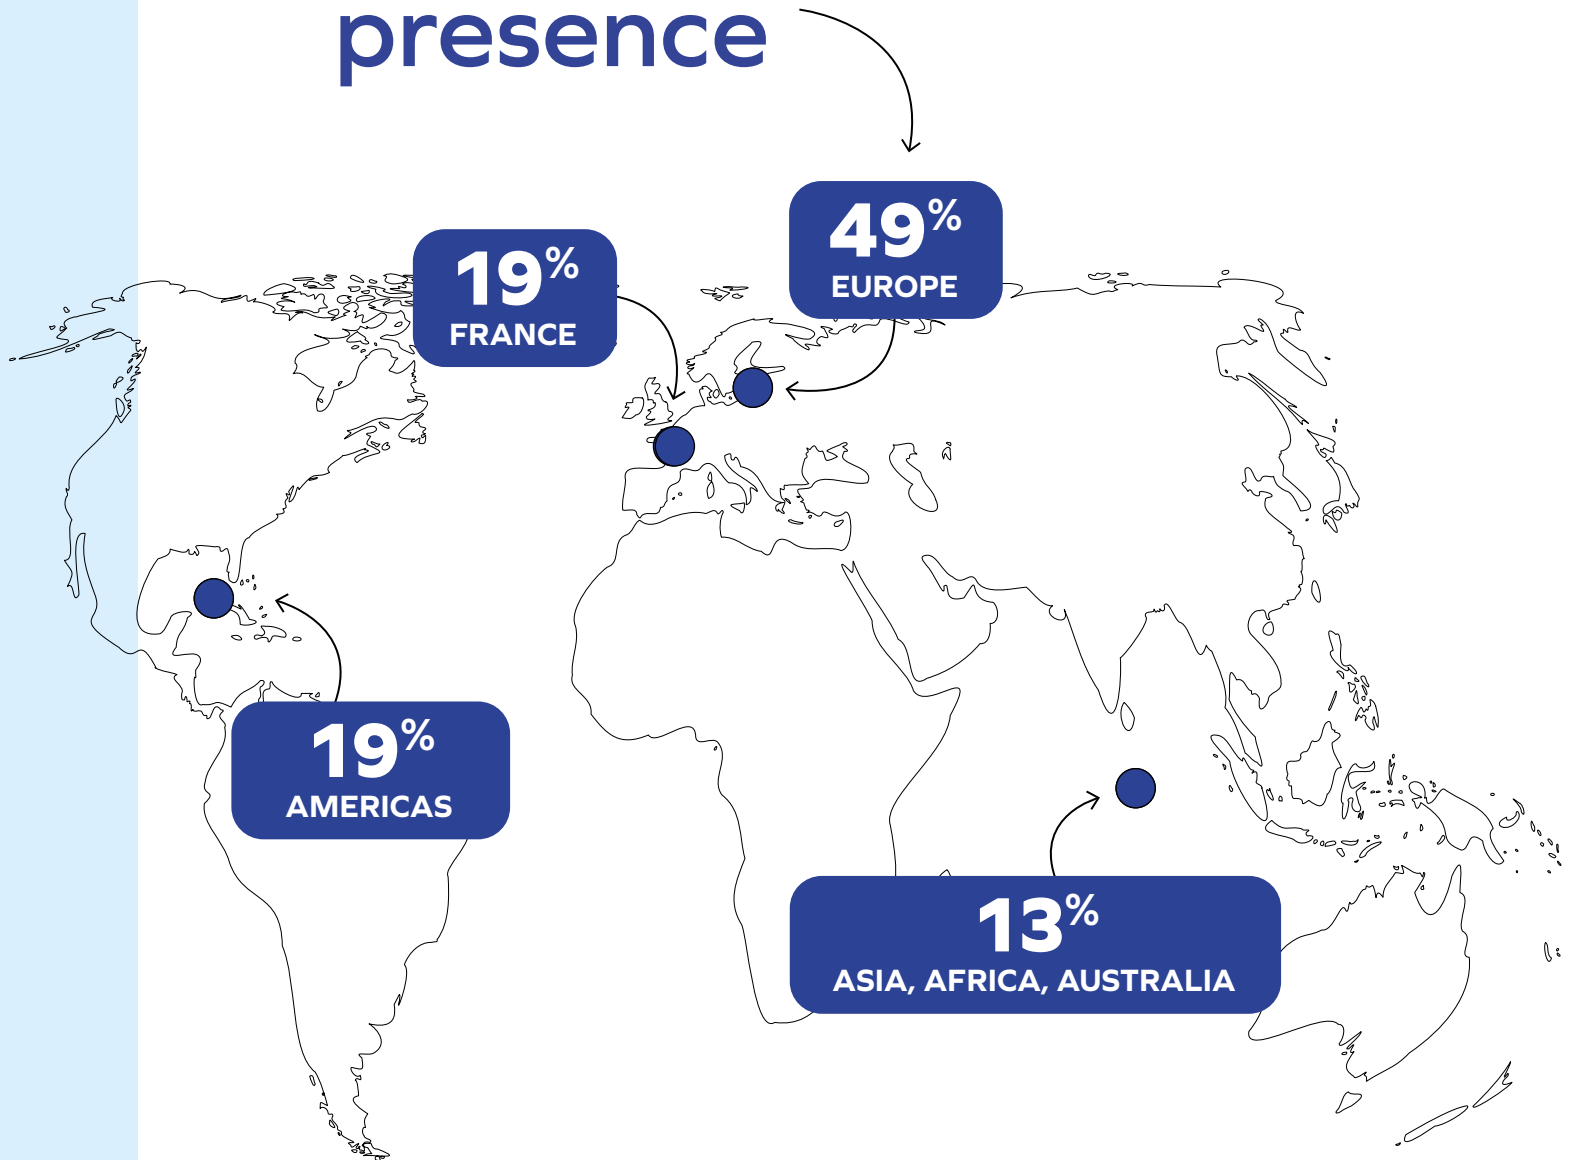 presence
49%
EUROPE
19%
FRANCE
19%
AMERICAS
13%
ASIA, AFRICA, AUSTRALIA